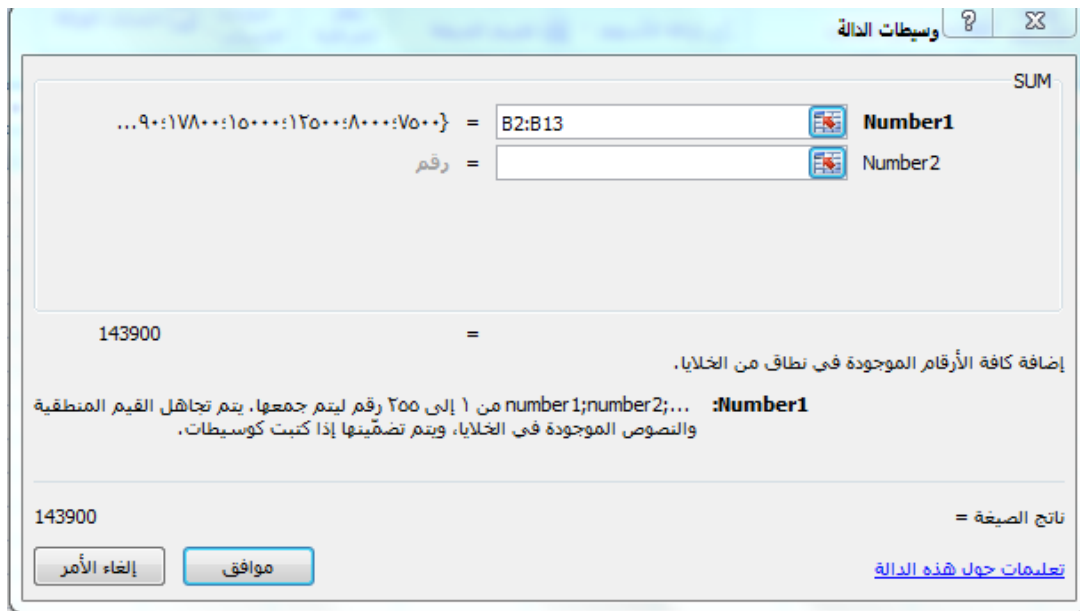 وسيطات الدالة
SUM
Number1 B2:B13 = {٧٥٠٠؛٨٠٠٠؛١٢٥٠٠؛١٥٠٠٠؛١٧٨٠٠؛٩٠...
Number2 = رقم
= 143900
إضافة كافة الأرقام الموجودة في نطاق من الخلايا.
Number1: number1;number2;... من ١ إلى ٢٥٥ رقم ليتم جمعها. يتم تجاهل القيم المنطقية
والنصوص الموجودة في الخلايا، ويتم تضمّينها إذا كتبت كوسيطات.
ناتج الصيغة = 143900
تعليمات حول هذه الدالة
موافق
إلغاء الأمر